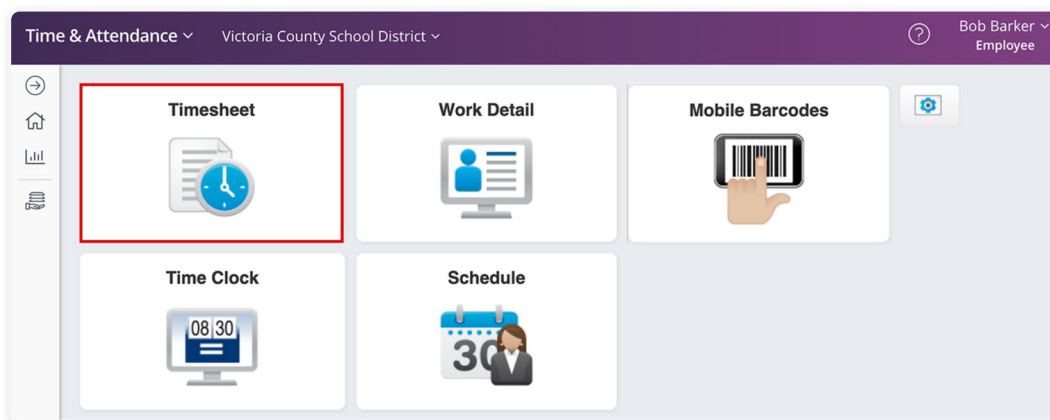 Time & Attendance
Victoria County School District
?
Bob Barker
Employee
Timesheet
Work Detail
Mobile Barcodes
Time Clock
Schedule
08 30
30